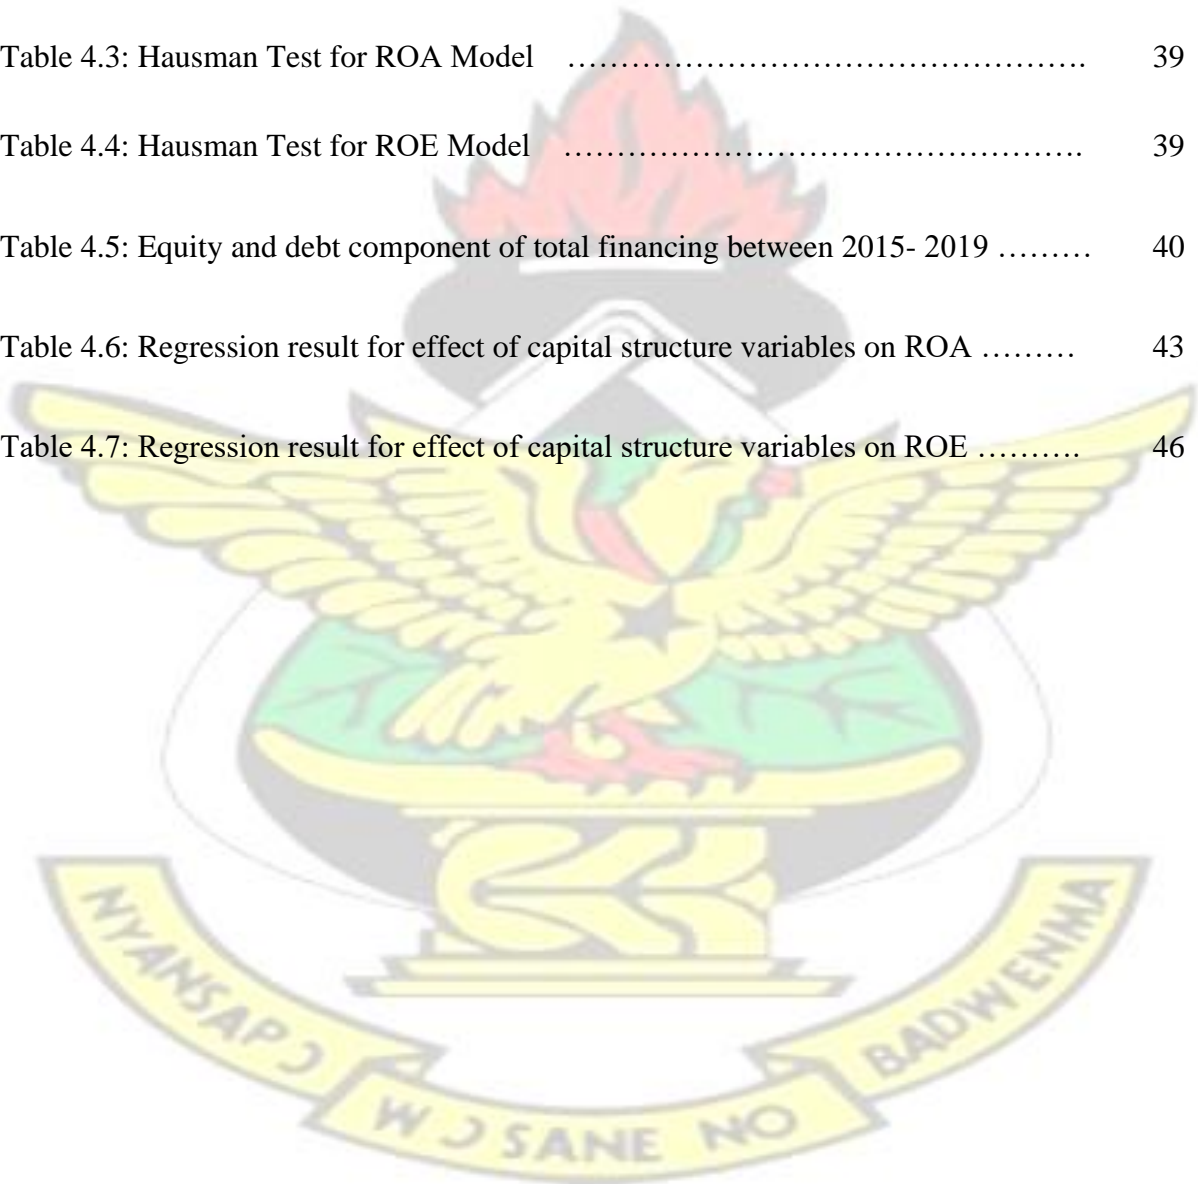 Table 4.3: Hausman Test for ROA Model …………………………………………. 39
Table 4.4: Hausman Test for ROE Model …………….……………………………. 39
Table 4.5: Equity and debt component of total financing between 2015- 2019 ……… 40
Table 4.6: Regression result for effect of capital structure variables on ROA ……… 43
Table 4.7: Regression result for effect of capital structure variables on ROE ………. 46
NYANSAPƆ WƆSANE NO BADWENMA